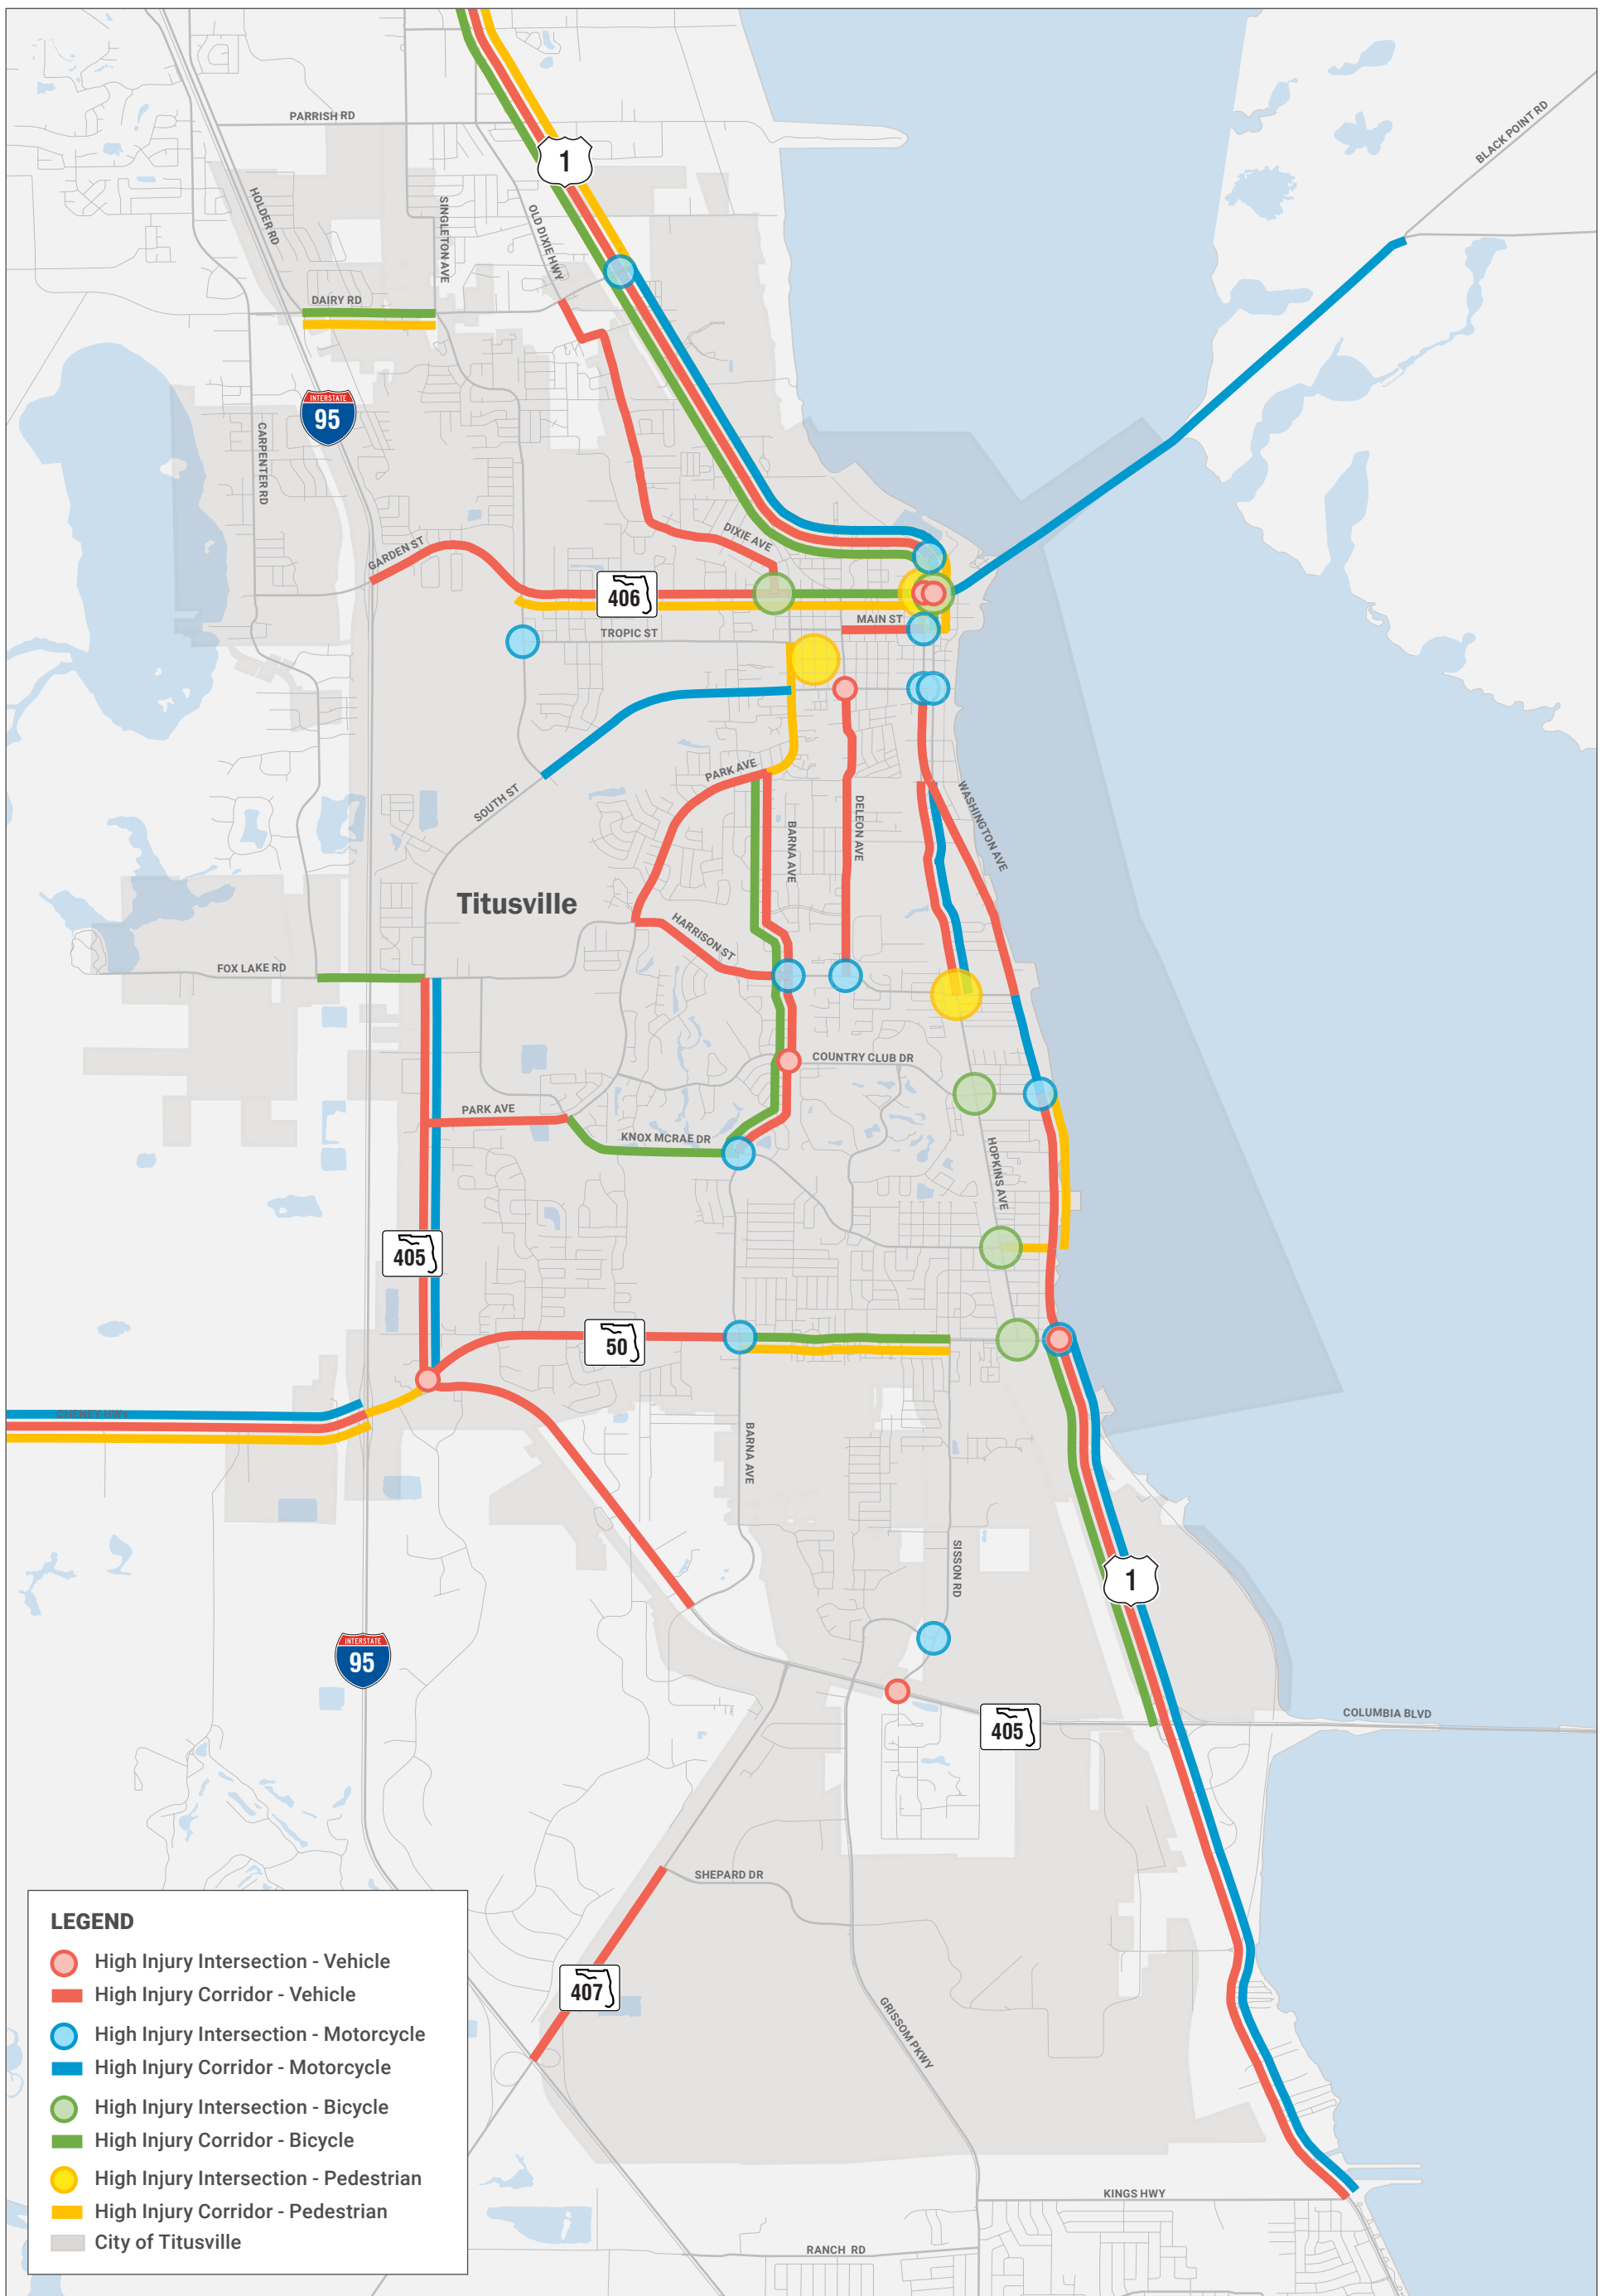 PARRISH RD
BLACK POINT RD
1
HOLDER RD
SINGLETON AVE
OLD DIXIE HWY
DAIRY RD
INTERSTATE
95
CARPENTER RD
GARDEN ST
DIXIE AVE
406
MAIN ST
TROPIC ST
PARK AVE
SOUTH ST
BARNA AVE
DELEON AVE
WASHINGTON AVE
Titusville
HARRISON ST
FOX LAKE RD
COUNTRY CLUB DR
PARK AVE
KNOX MCRAE DR
HOPKINS AVE
405
50
CHENEY HWY
BARNA AVE
SISSON RD
1
INTERSTATE
95
405
COLUMBIA BLVD
SHEPARD DR
407
GRISSOM PKWY
KINGS HWY
RANCH RD
LEGEND
High Injury Intersection - Vehicle
High Injury Corridor - Vehicle
High Injury Intersection - Motorcycle
High Injury Corridor - Motorcycle
High Injury Intersection - Bicycle
High Injury Corridor - Bicycle
High Injury Intersection - Pedestrian
High Injury Corridor - Pedestrian
City of Titusville